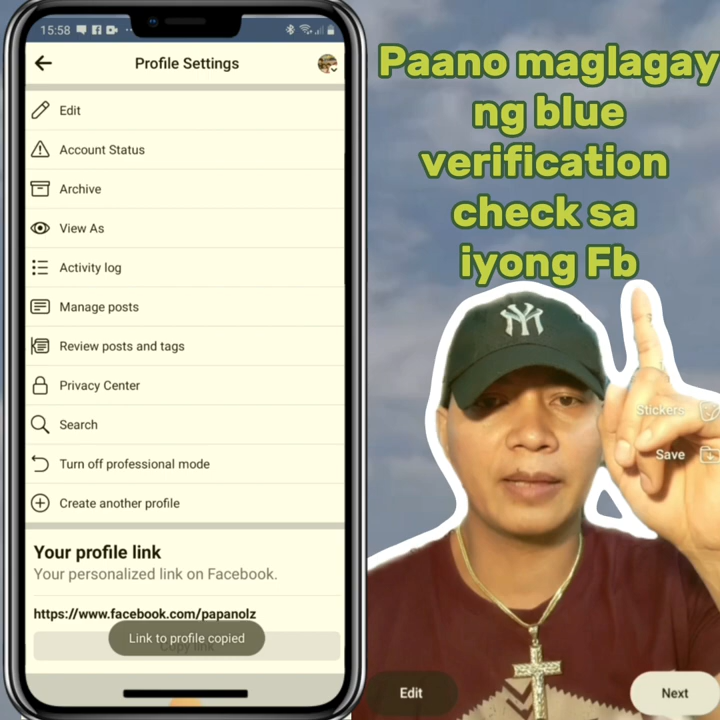 15:58
Profile Settings
Edit
Account Status
Archive
View As
Activity log
Manage posts
Review posts and tags
Privacy Center
Search
Turn off professional mode
Create another profile
Your profile link
Your personalized link on Facebook.
https://www.facebook.com/papanolz
Link to profile copied
Copy link
Paano maglagay
ng blue
verification
check sa
iyong Fb
NY
Stickers
Save
Edit
Next